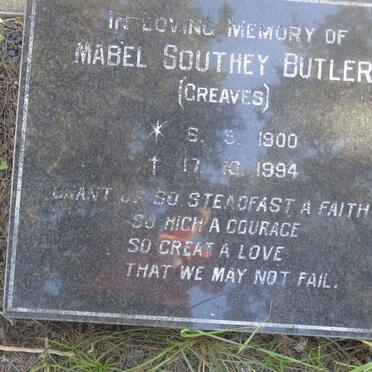 IN LOVING MEMORY OF
MABEL SOUTHEY BUTLER
(GREAVES)
* 6. 9. 1900
† 17. 10. 1994
GRANT US SO STEADFAST A FAITH
SO HIGH A COURAGE
SO GREAT A LOVE
THAT WE MAY NOT FAIL.